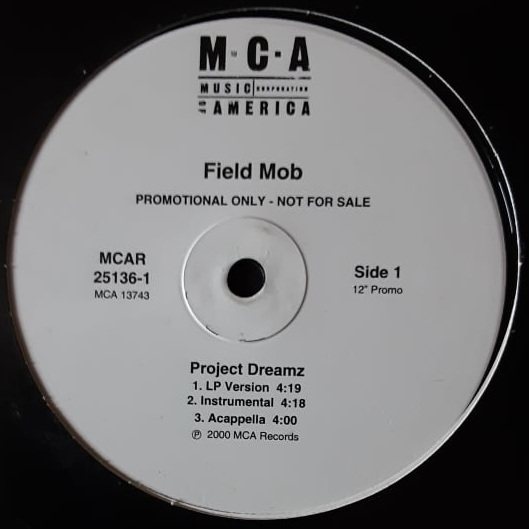 M·C·A
MUSIC CORPORATION
OF AMERICA
Field Mob
PROMOTIONAL ONLY - NOT FOR SALE
MCAR
25136-1
MCA 13743
Side 1
12" Promo
Project Dreamz
1. LP Version 4:19
2. Instrumental 4:18
3. Acappella 4:00
℗ 2000 MCA Records